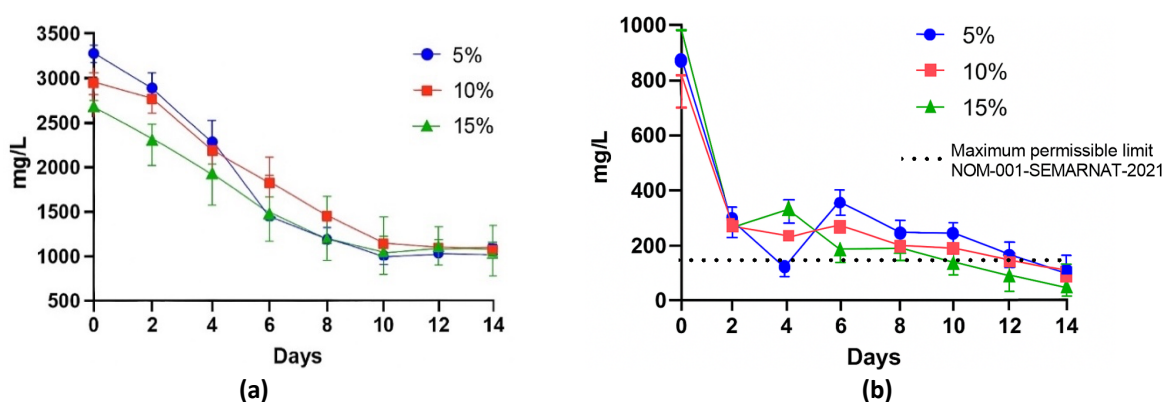 3500
3000
2500
2000
1500
1000
500
mg/L
0 2 4 6 8 10 12 14
Days
5%
10%
15%
(a)
1000
800
600
400
200
0
mg/L
0 2 4 6 8 10 12 14
Days
5%
10%
15%
Maximum permissible limit
NOM-001-SEMARNAT-2021
(b)